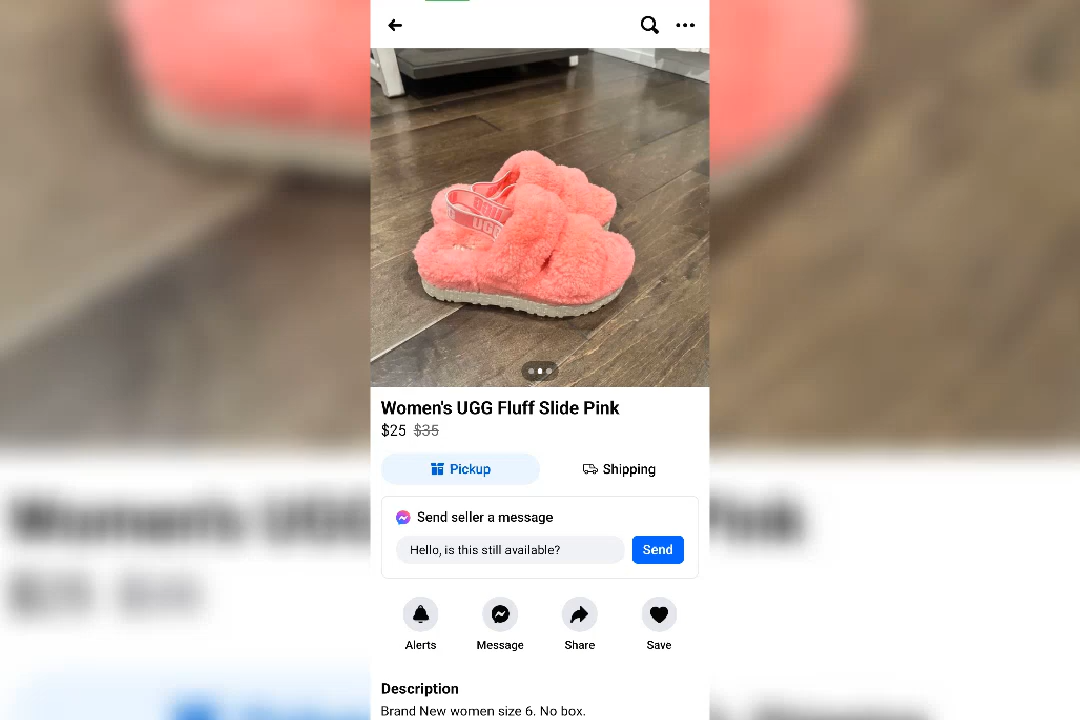 UGG
Women's UGG Fluff Slide Pink
$25 $35
Pickup
Shipping
Send seller a message
Hello, is this still available?
Send
Alerts
Message
Share
Save
Description
Brand New women size 6. No box.